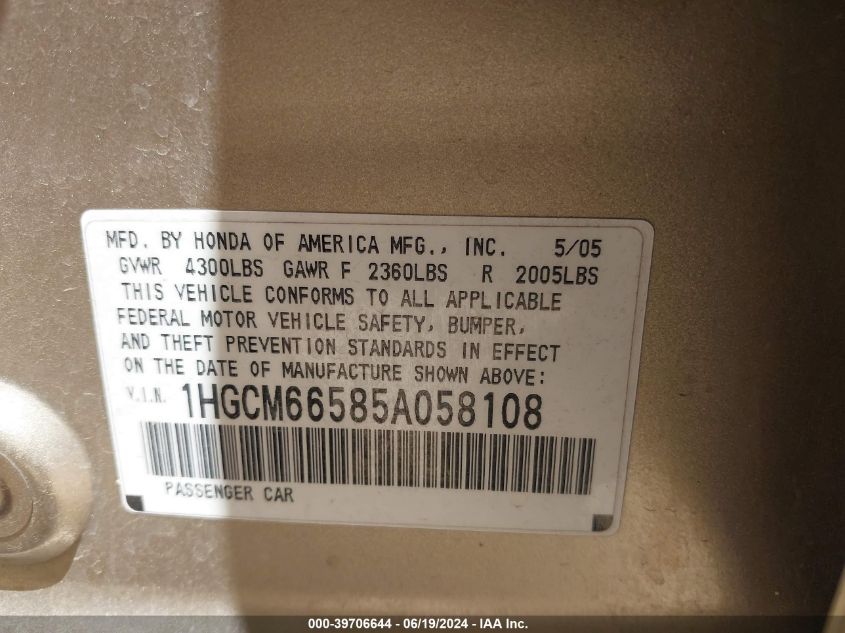 MFD. BY HONDA OF AMERICA MFG., INC. 5/05
GVWR 4300LBS GAWR F 2360LBS R 2005LBS
THIS VEHICLE CONFORMS TO ALL APPLICABLE
FEDERAL MOTOR VEHICLE SAFETY, BUMPER,
AND THEFT PREVENTION STANDARDS IN EFFECT
ON THE DATE OF MANUFACTURE SHOWN ABOVE:
V.I.N. 1HGCM66585A058108
PASSENGER CAR
000-39706644 / 06/19/2024 - IAA Inc.